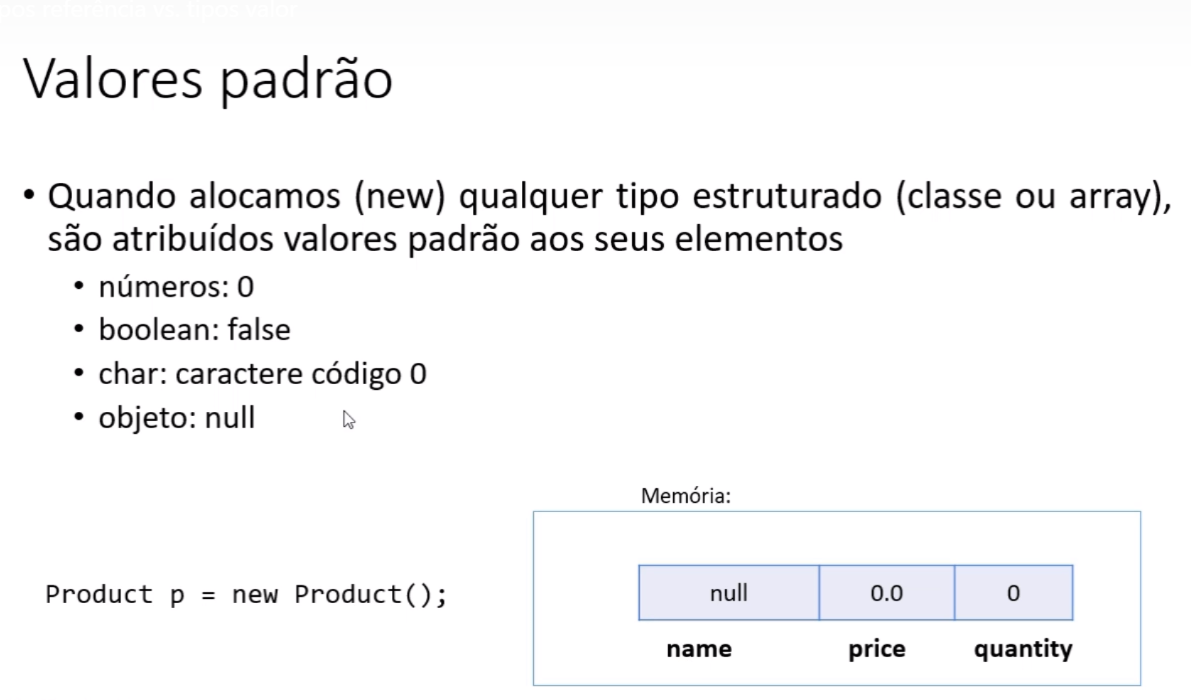 pos referência vs. tipos valor
Valores padrão
• Quando alocamos (new) qualquer tipo estruturado (classe ou array),
são atribuídos valores padrão aos seus elementos
• números: 0
• boolean: false
• char: caractere código 0
• objeto: null
Memória:
Product p = new Product();
null 0.0 0
name price quantity